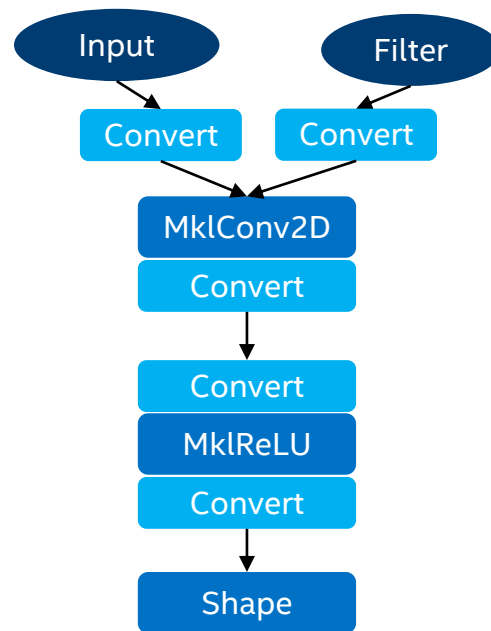 Input
Filter
Convert
Convert
MklConv2D
Convert
Convert
MklReLU
Convert
Shape